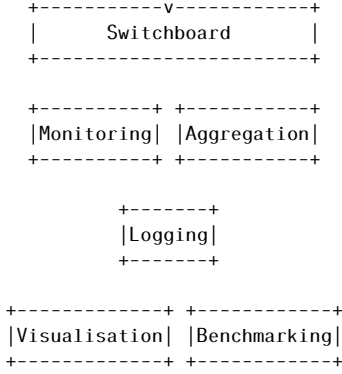 v
Switchboard
Monitoring Aggregation
Logging
Visualisation Benchmarking